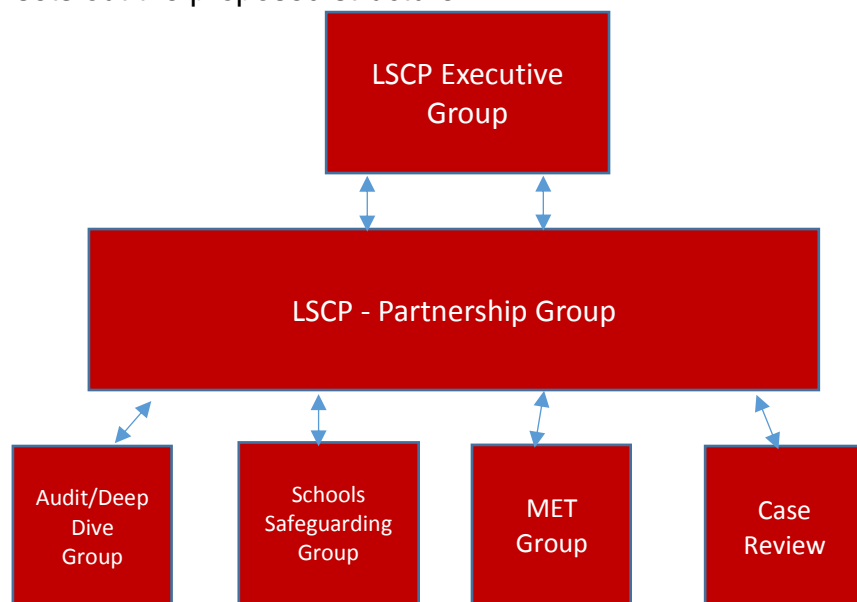 LSCP Executive
Group
LSCP - Partnership Group
Audit/Deep
Dive
Group
Schools
Safeguarding
Group
MET
Group
Case
Review